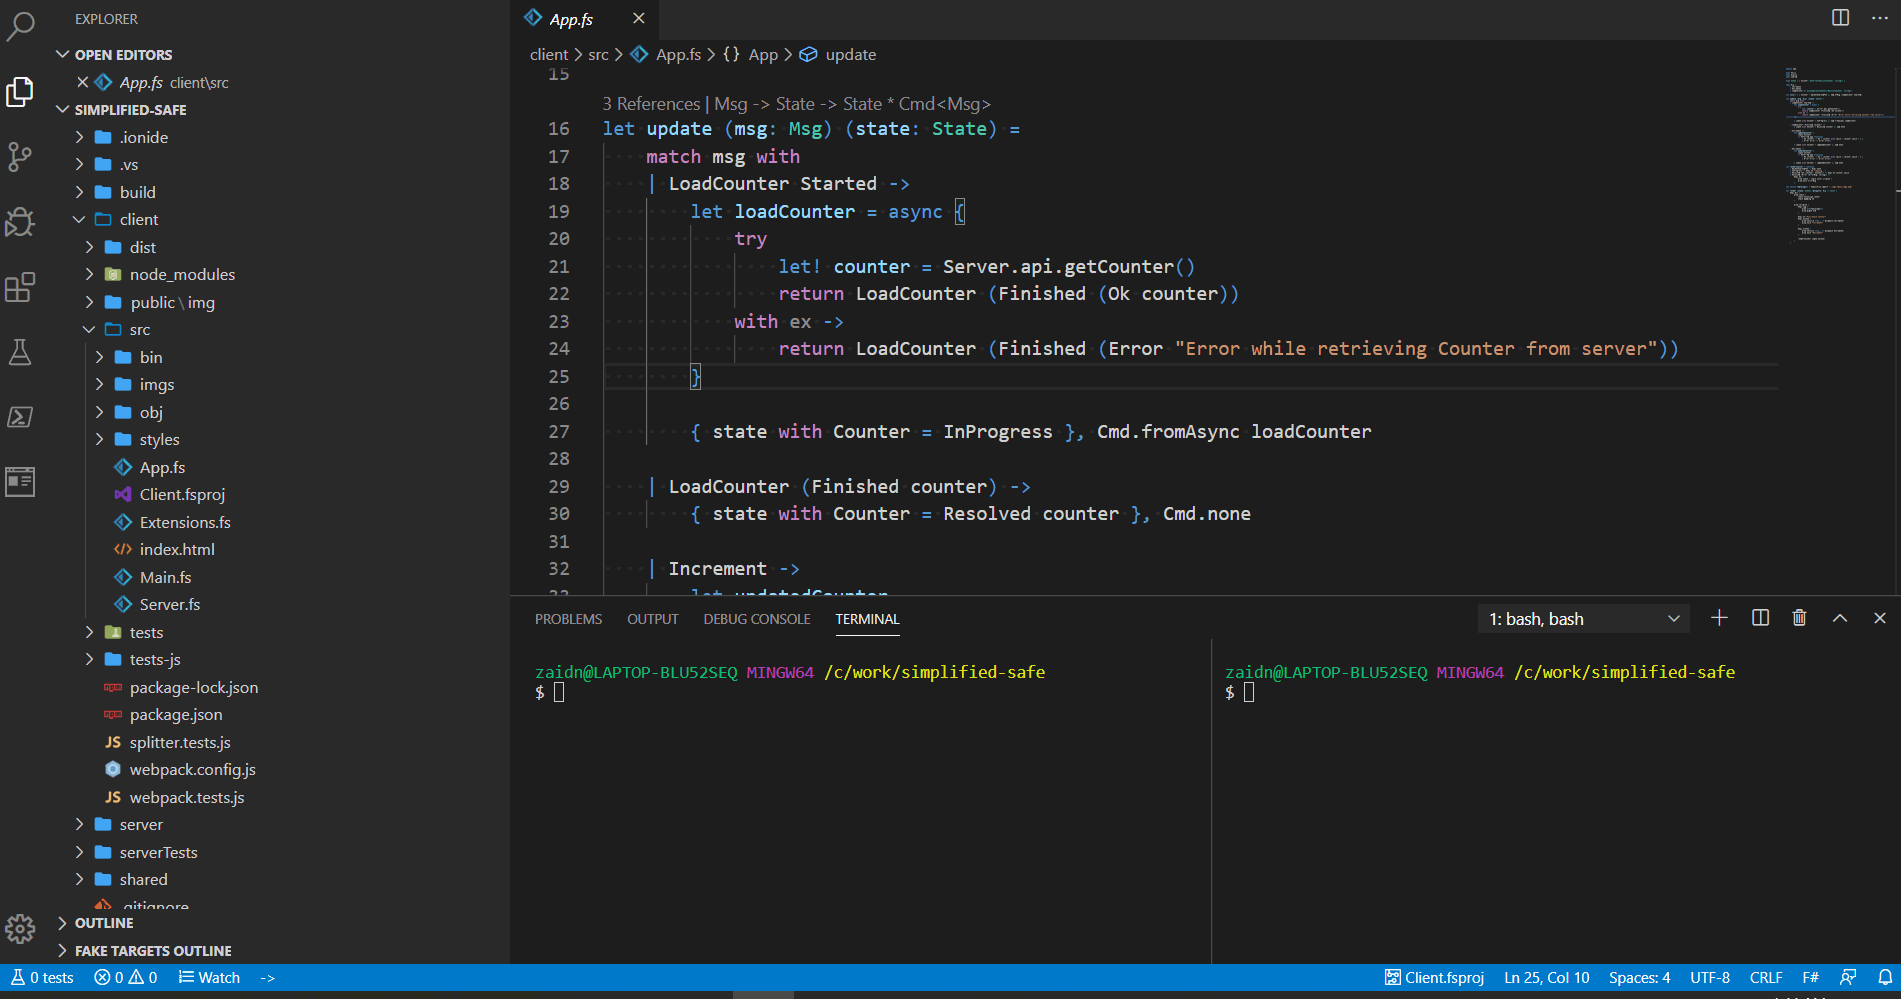 EXPLORER
OPEN EDITORS
App.fs client\src
SIMPLIFIED-SAFE
.ionide
.vs
build
client
dist
node_modules
public\img
src
bin
imgs
obj
styles
App.fs
Client.fsproj
Extensions.fs
index.html
Main.fs
Server.fs
tests
tests-js
package-lock.json
package.json
JS splitter.tests.js
webpack.config.js
JS webpack.tests.js
server
serverTests
shared
.gitignore
OUTLINE
FAKE TARGETS OUTLINE
App.fs
client > src > App.fs > {} App > update
15
3 References | Msg -> State -> State * Cmd<Msg>
16 let update (msg: Msg) (state: State) =
17 match msg with
18 | LoadCounter Started ->
19 let loadCounter = async {
20 try
21 let! counter = Server.api.getCounter()
22 return LoadCounter (Finished (Ok counter))
23 with ex ->
24 return LoadCounter (Finished (Error "Error while retrieving Counter from server"))
25 }
26
27 { state with Counter = InProgress }, Cmd.fromAsync loadCounter
28
29 | LoadCounter (Finished counter) ->
30 { state with Counter = Resolved counter }, Cmd.none
31
32 | Increment ->
33 let updatedCounter
PROBLEMS OUTPUT DEBUG CONSOLE TERMINAL 1: bash, bash
zaidn@LAPTOP-BLU52SEQ MINGW64 /c/work/simplified-safe
$
zaidn@LAPTOP-BLU52SEQ MINGW64 /c/work/simplified-safe
$
0 tests 0 0 Watch -> Client.fsproj Ln 25, Col 10 Spaces: 4 UTF-8 CRLF F#